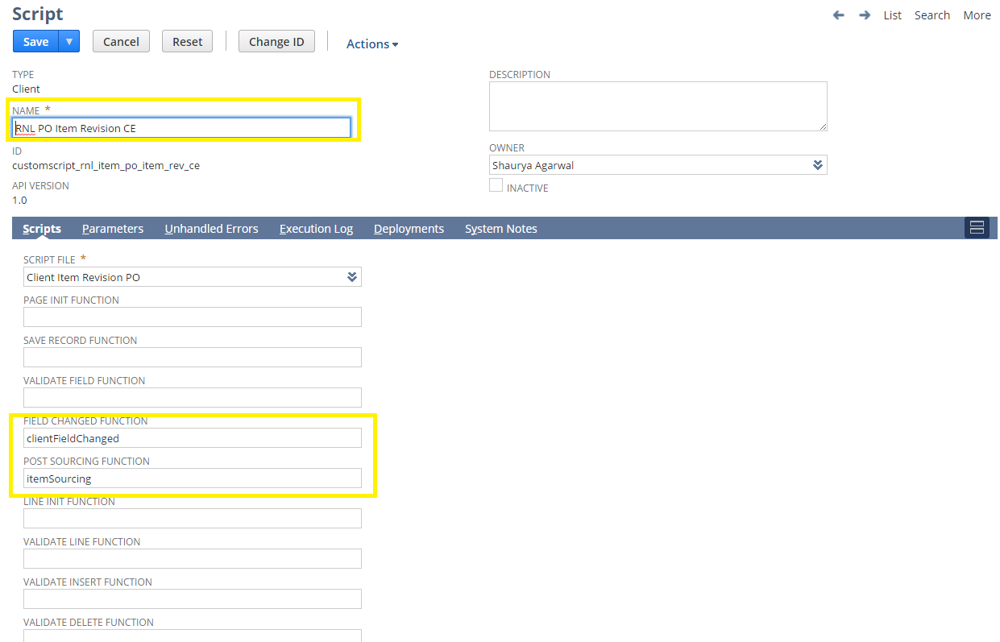 Script
List Search More
Save Cancel Reset Change ID Actions
TYPE
Client
NAME *
RNL PO Item Revision CE
ID
customscript_rnl_item_po_item_rev_ce
API VERSION
1.0
DESCRIPTION
OWNER
Shaurya Agarwal
INACTIVE
Scripts Parameters Unhandled Errors Execution Log Deployments System Notes
SCRIPT FILE *
Client Item Revision PO
PAGE INIT FUNCTION
SAVE RECORD FUNCTION
VALIDATE FIELD FUNCTION
FIELD CHANGED FUNCTION
clientFieldChanged
POST SOURCING FUNCTION
itemSourcing
LINE INIT FUNCTION
VALIDATE LINE FUNCTION
VALIDATE INSERT FUNCTION
VALIDATE DELETE FUNCTION